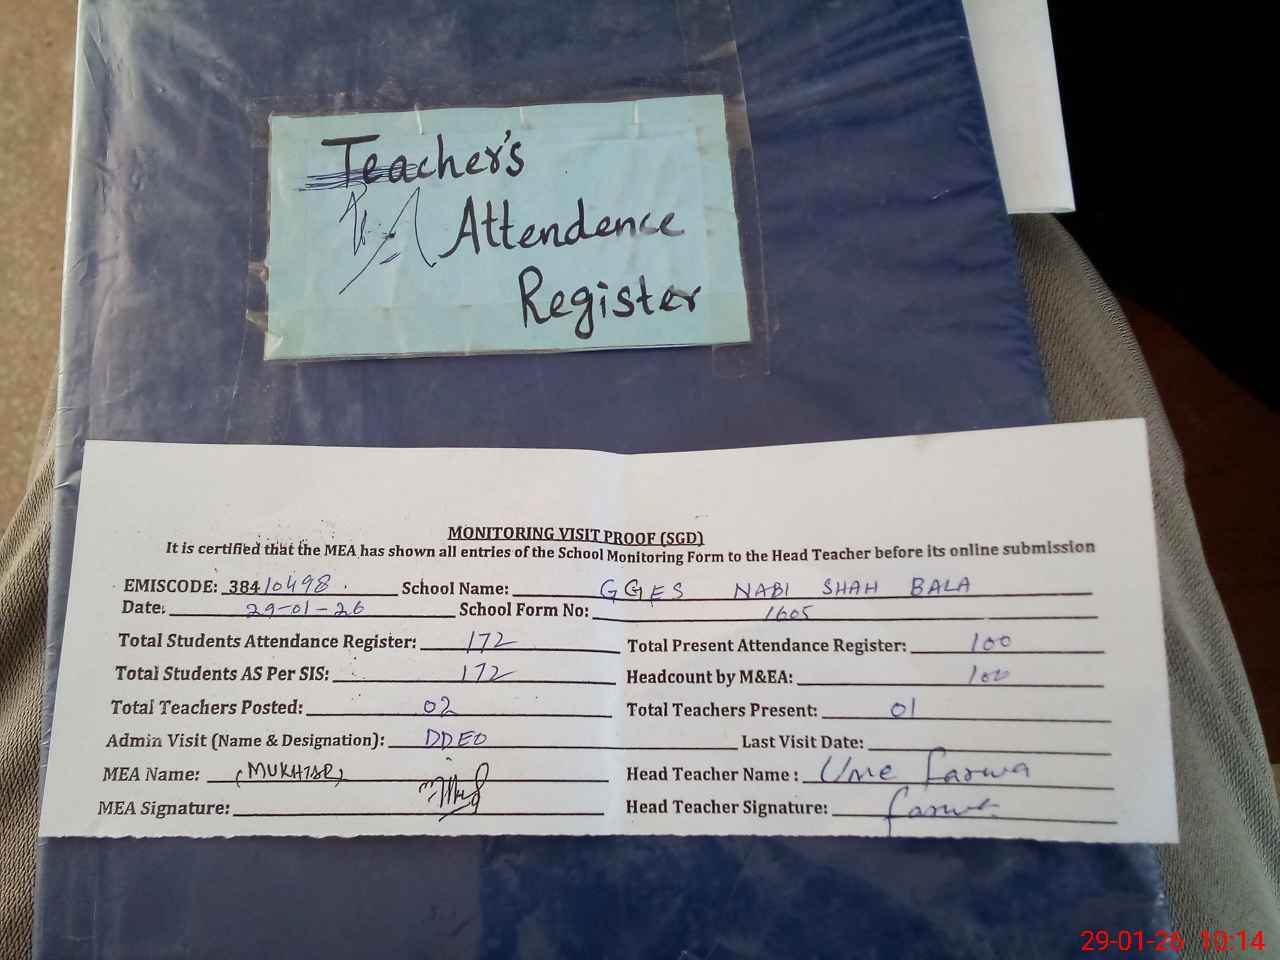 Teacher's
Attendence
Register
MONITORING VISIT PROOF (SGD)
It is certified that the MEA has shown all entries of the School Monitoring Form to the Head Teacher before its online submission
EMISCODE: 38410498 . School Name: GGES NABI SHAH BALA
Date: 29-01-26 School Form No: 1605
Total Students Attendance Register: 172 Total Present Attendance Register: 100
Total Students AS Per SIS: 172 Headcount by M&EA: 100
Total Teachers Posted: 02 Total Teachers Present: 01
Admin Visit (Name & Designation): DDEO Last Visit Date:
MEA Name: (MUKHTAR) Head Teacher Name : Ume Farwa
MEA Signature: Head Teacher Signature: Farwa
29-01-26 10:14